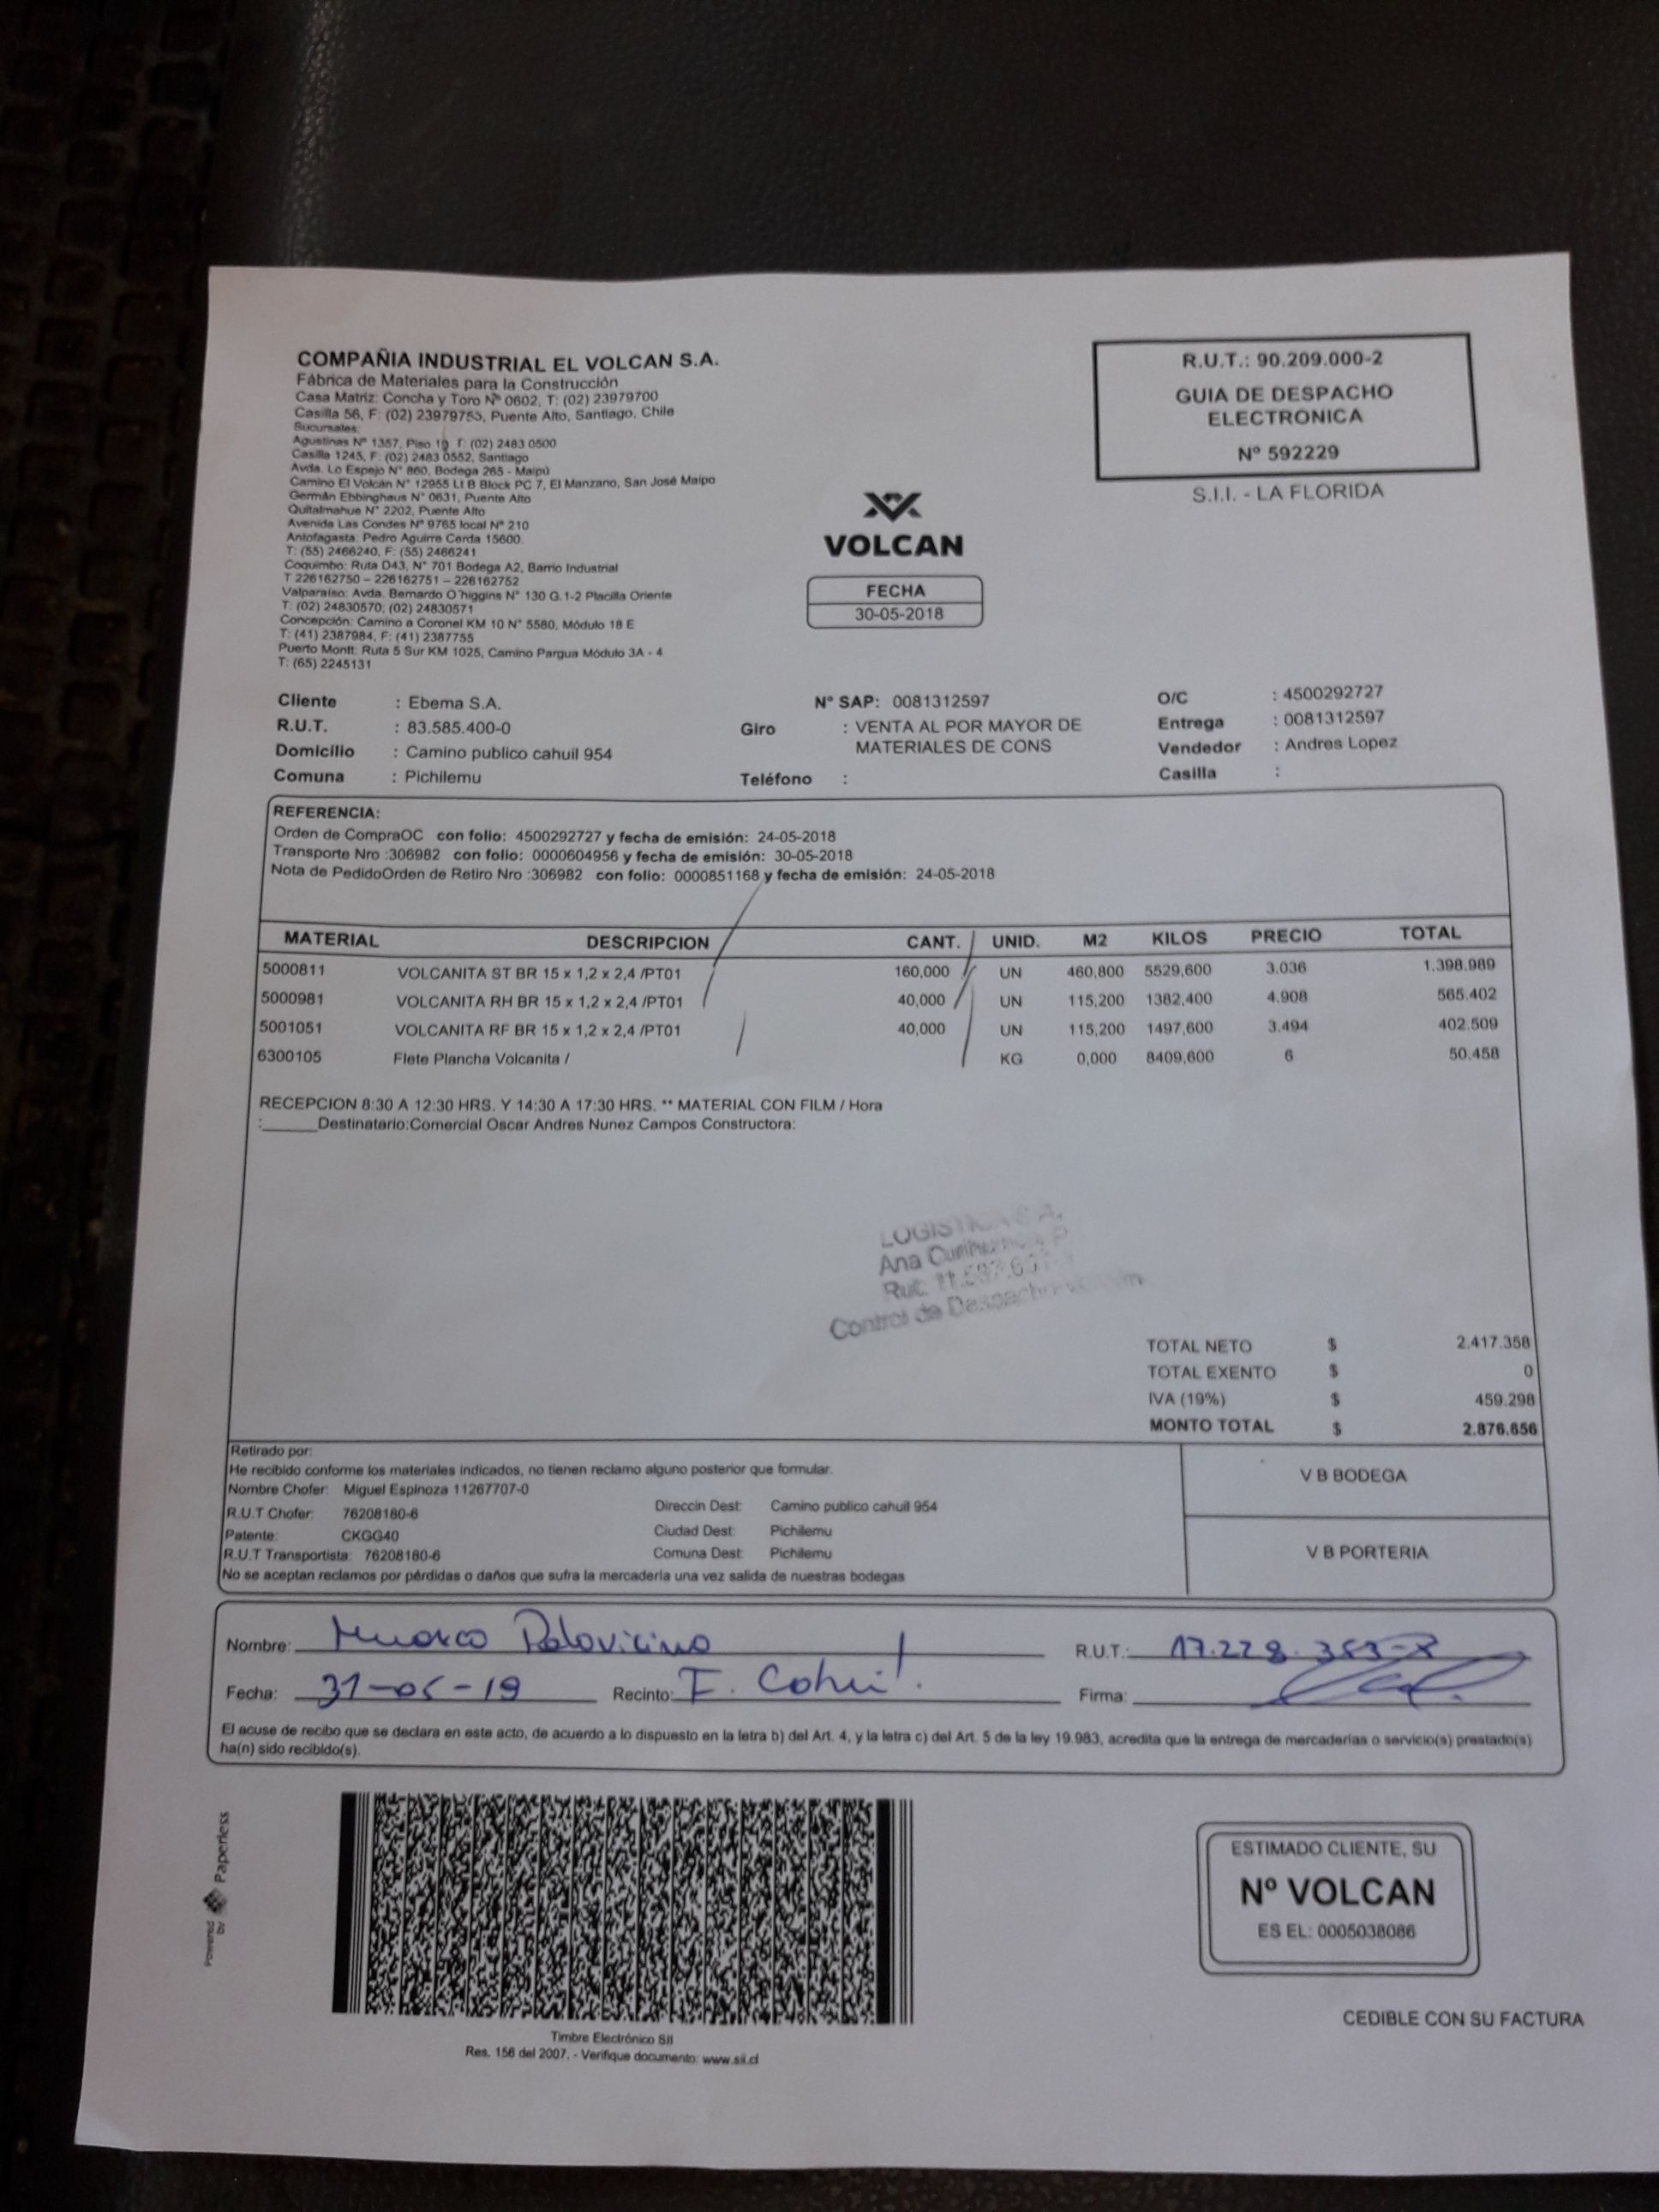 COMPAÑIA INDUSTRIAL EL VOLCAN S.A.
Fábrica de Materiales para la Construcción
Casa Matriz: Concha y Toro Nº 0602, T: (02) 23979700
Casilla 56, F: (02) 23979755, Puente Alto, Santiago, Chile
Sucursales:
Agustinas Nº 1357, Piso 10 T: (02) 2483 0500
Casilla 1245, F: (02) 2483 0552, Santiago
Avda. Lo Espejo N° 860, Bodega 265 - Maipú
Camino El Volcán N° 12955 Lt B Block PC 7, El Manzano, San José Maipo
Germán Ebbinghaus N° 0631, Puente Alto
Quitalmahue N° 2202, Puente Alto
Avenida Las Condes Nº 9765 local Nº 210
Antofagasta: Pedro Aguirre Cerda 15600.
T: (55) 2466240, F: (55) 2466241
Coquimbo: Ruta D43, N° 701 Bodega A2, Barrio Industrial
T 226162750 – 226162751 – 226162752
Valparaíso: Avda. Bernardo O´higgins N° 130 G.1-2 Placilla Oriente
T: (02) 24830570, (02) 24830571
Concepción: Camino a Coronel KM 10 N° 5580, Módulo 18 E
T: (41) 2387984, F: (41) 2387755
Puerto Montt: Ruta 5 Sur KM 1025, Camino Pargua Módulo 3A - 4
T: (65) 2245131
VOLCAN
FECHA
30-05-2018
R.U.T.: 90.209.000-2
GUIA DE DESPACHO
ELECTRONICA
Nº 592229
S.I.I. - LA FLORIDA
Cliente : Ebema S.A. N° SAP: 0081312597 O/C : 4500292727
R.U.T. : 83.585.400-0 Giro : VENTA AL POR MAYOR DE Entrega : 0081312597
Domicilio : Camino publico cahuil 954 MATERIALES DE CONS Vendedor : Andres Lopez
Comuna : Pichilemu Teléfono : Casilla :
REFERENCIA:
Orden de CompraOC con folio: 4500292727 y fecha de emisión: 24-05-2018
Transporte Nro :306982 con folio: 0000604956 y fecha de emisión: 30-05-2018
Nota de PedidoOrden de Retiro Nro :306982 con folio: 0000851168 y fecha de emisión: 24-05-2018
MATERIAL DESCRIPCION CANT. UNID. M2 KILOS PRECIO TOTAL
5000811 VOLCANITA ST BR 15 x 1,2 x 2,4 /PT01 160,000 UN 460,800 5529,600 3.036 1.398.989
5000981 VOLCANITA RH BR 15 x 1,2 x 2,4 /PT01 40,000 UN 115,200 1382,400 4.908 565.402
5001051 VOLCANITA RF BR 15 x 1,2 x 2,4 /PT01 40,000 UN 115,200 1497,600 3.494 402.509
6300105 Flete Plancha Volcanita / KG 0,000 8409,600 6 50.458
RECEPCION 8:30 A 12:30 HRS. Y 14:30 A 17:30 HRS. ** MATERIAL CON FILM / Hora
:______Destinatario:Comercial Oscar Andres Nunez Campos Constructora:
LOGISTICA S.A.
Ana
Rut.
Control de Despacho
TOTAL NETO $ 2.417.358
TOTAL EXENTO $ 0
IVA (19%) $ 459.298
MONTO TOTAL $ 2.876.656
Retirado por:
He recibido conforme los materiales indicados, no tienen reclamo alguno posterior que formular.
Nombre Chofer: Miguel Espinoza 11267707-0
R.U.T Chofer: 76208180-6 Direccin Dest: Camino publico cahuil 954
Patente: CKGG40 Ciudad Dest: Pichilemu
R.U.T Transportista: 76208180-6 Comuna Dest: Pichilemu
No se aceptan reclamos por pérdidas o daños que sufra la mercadería una vez salida de nuestras bodegas
V B BODEGA
V B PORTERIA
Nombre: Palavicino R.U.T.: 17.228.353-8
Fecha: 31-05-19 Recinto: F. Cahuil Firma:
El acuse de recibo que se declara en este acto, de acuerdo a lo dispuesto en la letra b) del Art. 4, y la letra c) del Art. 5 de la ley 19.983, acredita que la entrega de mercaderías o servicio(s) prestado(s)
ha(n) sido recibido(s).
Powered by Paperless
Timbre Electrónico SII
Res. 156 del 2007. - Verifique documento: www.sii.cl
ESTIMADO CLIENTE, SU
Nº VOLCAN
ES EL: 0005038086
CEDIBLE CON SU FACTURA